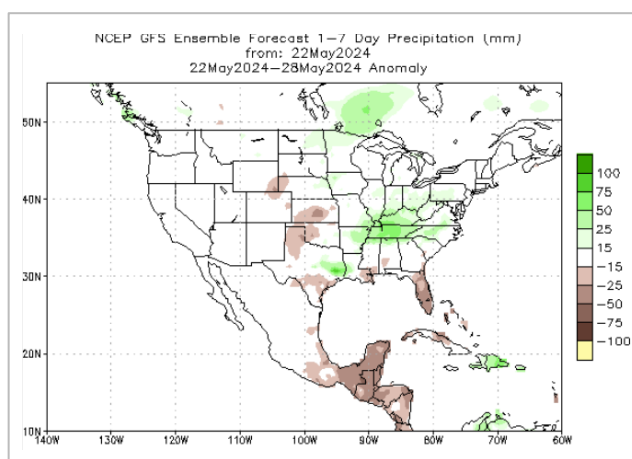 NCEP GFS Ensemble Forecast 1–7 Day Precipitation (mm)
from: 22May2024
22May2024–28May2024 Anomaly
50N
40N
30N
20N
10N
140W 130W 120W 110W 100W 90W 80W 70W 60W
100
75
50
25
15
−15
−25
−50
−75
−100